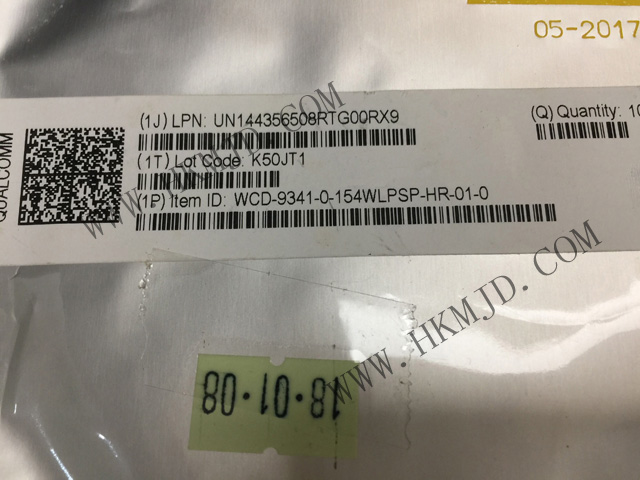 05-2017
(1J) LPN: UN144356508RTG00RX9
(Q) Quantity: 10
(1T) Lot Code: K50JT1
(1P) Item ID: WCD-9341-0-154WLPSP-HR-01-0
QUALCOMM
WWW.HKMJD.COM
WWW.HKMJD.COM
18·01·08